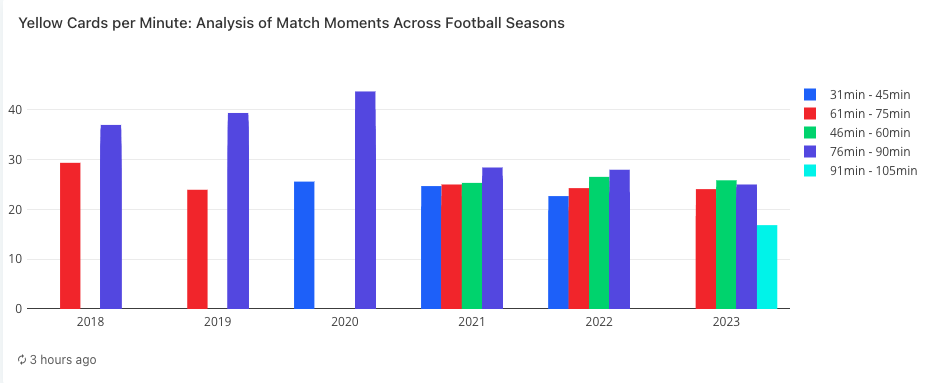 Yellow Cards per Minute: Analysis of Match Moments Across Football Seasons
40
30
20
10
0
2018 2019 2020 2021 2022 2023
31min - 45min
61min - 75min
46min - 60min
76min - 90min
91min - 105min
3 hours ago